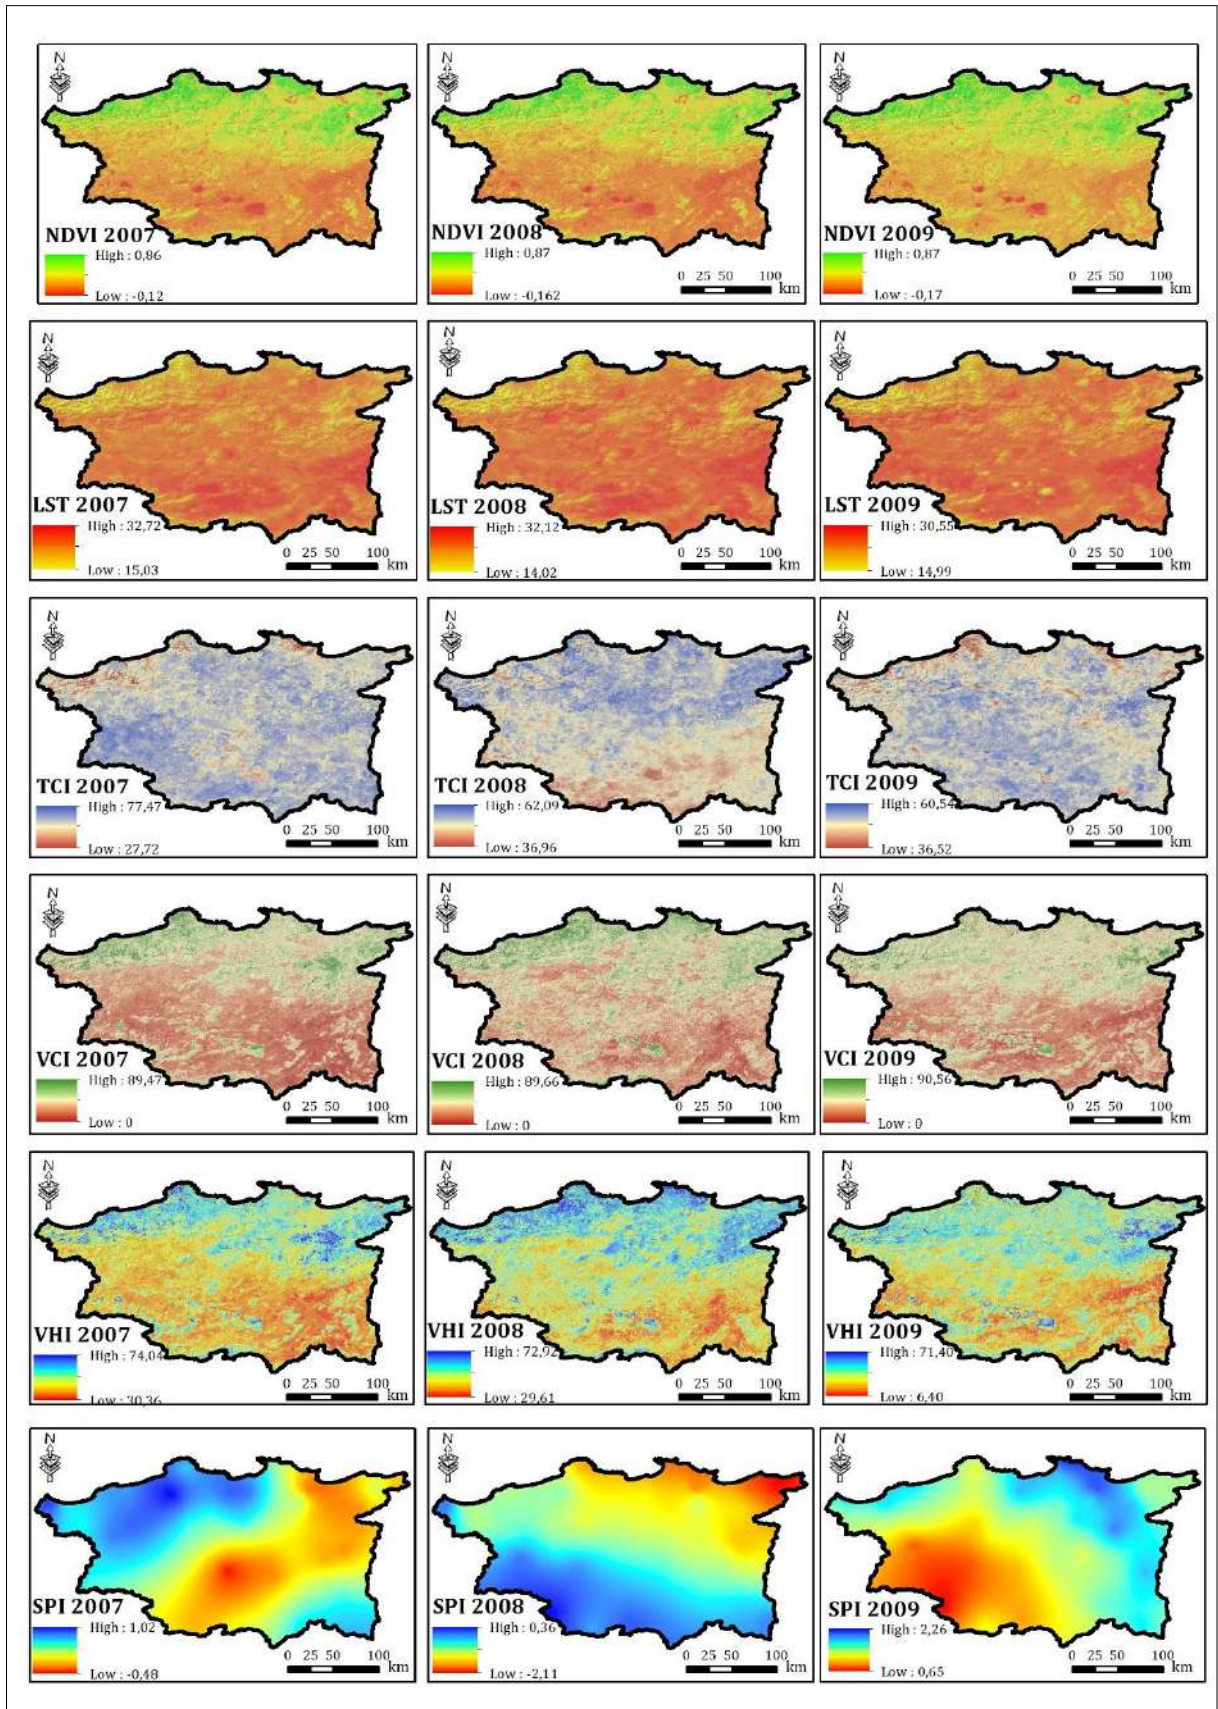 N
NDVI 2007
High : 0,86
Low : -0,12
N
NDVI 2008
High : 0,87
Low : -0,162
0 25 50 100
km
N
NDVI 2009
High : 0,87
Low : -0,17
0 25 50 100
km
N
LST 2007
High : 32,72
Low : 15,03
0 25 50 100
km
N
LST 2008
High : 32,12
Low : 14,02
0 25 50 100
km
N
LST 2009
High : 30,55
Low : 14,99
0 25 50 100
km
N
TCI 2007
High : 77,47
Low : 27,72
0 25 50 100
km
N
TCI 2008
High : 62,09
Low : 36,96
0 25 50 100
km
N
TCI 2009
High : 60,54
Low : 36,52
0 25 50 100
km
N
VCI 2007
High : 89,47
Low : 0
0 25 50 100
km
N
VCI 2008
High : 89,66
Low : 0
0 25 50 100
km
N
VCI 2009
High : 90,56
Low : 0
0 25 50 100
km
N
VHI 2007
High : 74,04
Low : 30,36
0 25 50 100
km
N
VHI 2008
High : 72,92
Low : 29,61
0 25 50 100
km
N
VHI 2009
High : 71,40
Low : 6,40
0 25 50 100
km
N
SPI 2007
High : 1,02
Low : -0,48
0 25 50 100
km
N
SPI 2008
High : 0,36
Low : -2,11
0 25 50 100
km
N
SPI 2009
High : 2,26
Low : 0,65
0 25 50 100
km